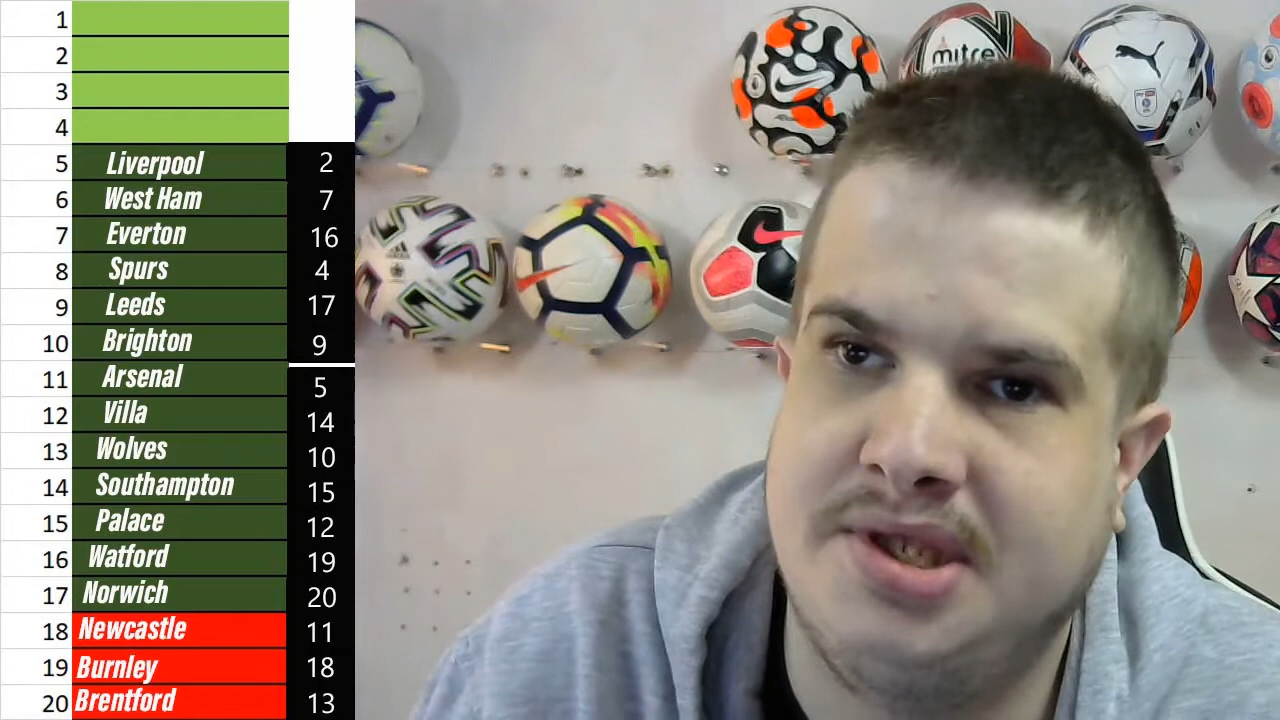 1
2
3
4
5 Liverpool 2
6 West Ham 7
7 Everton 16
8 Spurs 4
9 Leeds 17
10 Brighton 9
11 Arsenal 5
12 Villa 14
13 Wolves 10
14 Southampton 15
15 Palace 12
16 Watford 19
17 Norwich 20
18 Newcastle 11
19 Burnley 18
20 Brentford 13
mitre